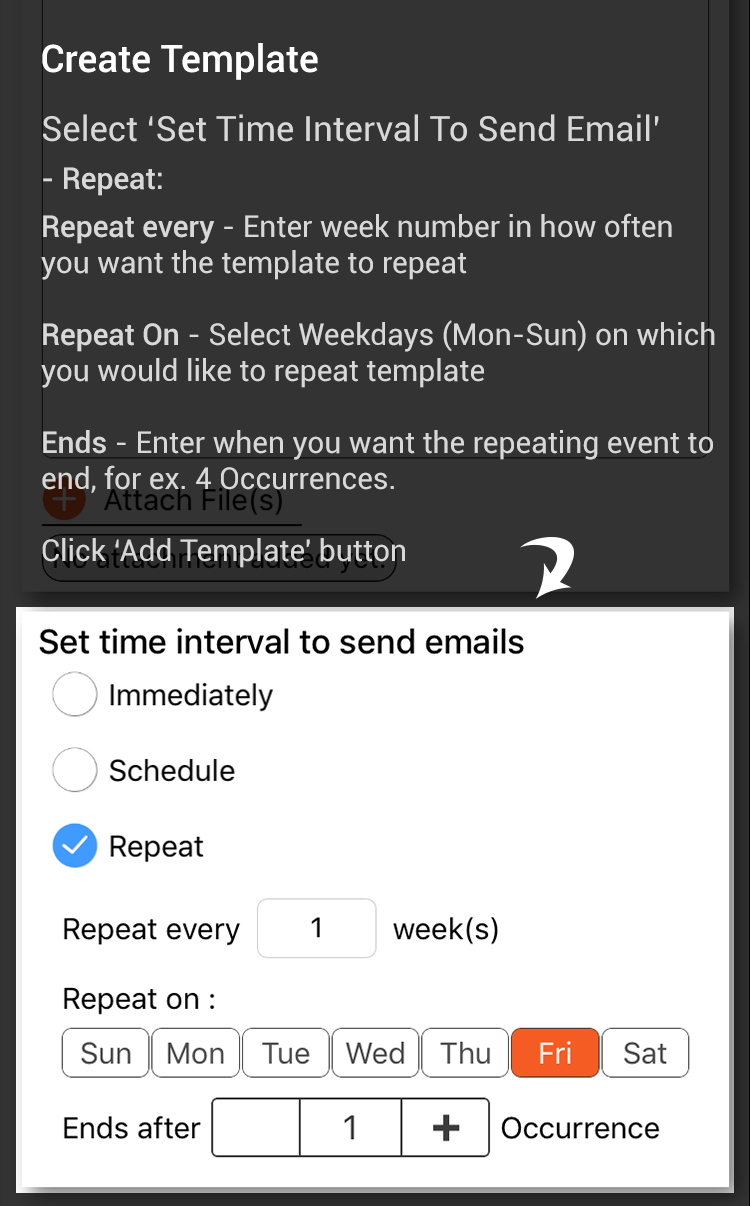 Create Template
Select ‘Set Time Interval To Send Email'
- Repeat:
Repeat every - Enter week number in how often
you want the template to repeat
Repeat On - Select Weekdays (Mon-Sun) on which
you would like to repeat template
Ends - Enter when you want the repeating event to
end, for ex. 4 Occurrences.
Attach File(s)
Click ‘Add Template' button
No attachment added yet.
Set time interval to send emails
Immediately
Schedule
Repeat
Repeat every 1 week(s)
Repeat on :
Sun Mon Tue Wed Thu Fri Sat
Ends after 1 + Occurrence